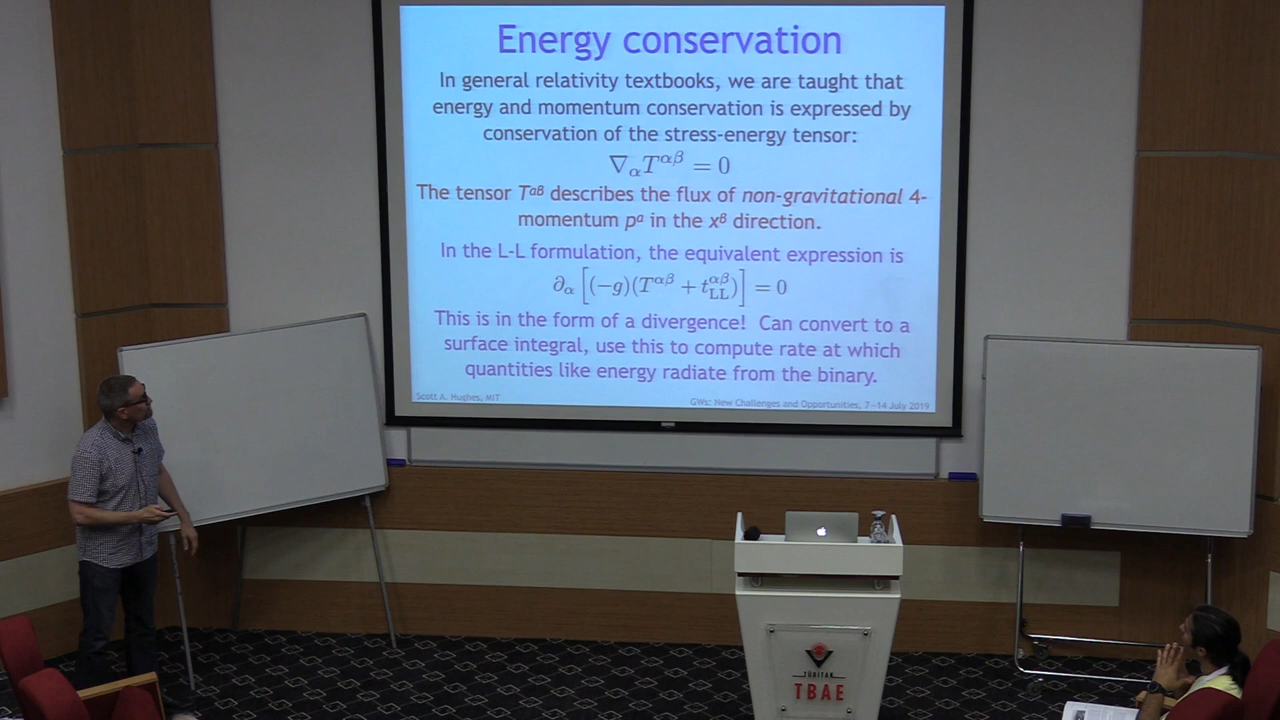 Energy conservation
In general relativity textbooks, we are taught that
energy and momentum conservation is expressed by
conservation of the stress-energy tensor:
∇_α T^{αβ} = 0
The tensor T^{αβ} describes the flux of non-gravitational 4-
momentum p^α in the x^β direction.
In the L-L formulation, the equivalent expression is
∂_α [(−g)(T^{αβ} + t_{LL}^{αβ})] = 0
This is in the form of a divergence! Can convert to a
surface integral, use this to compute rate at which
quantities like energy radiate from the binary.
Scott A. Hughes, MIT
GWs: New Challenges and Opportunities, 7−14 July 2019
TÜBİTAK
TBAE